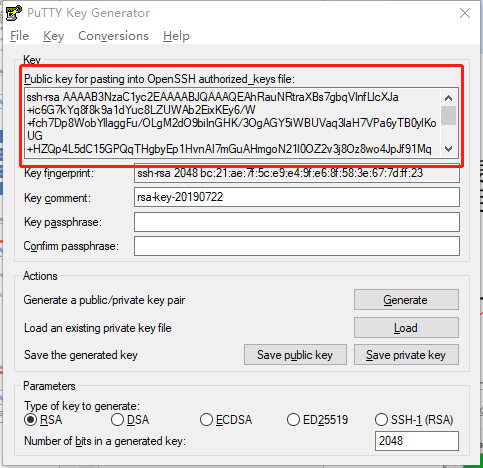 PuTTY Key Generator
File Key Conversions Help
Key
Public key for pasting into OpenSSH authorized_keys file:
ssh-rsa AAAAB3NzaC1yc2EAAAABJQAAAQEAhRauNRtraXBs7gbqVlnfLlcXJa
+ic6G7kYq8f8k9a1dYuc8LZUWAb2EixKEy6/W
+fch7Dp8WobYIlaggFu/OLgM2dO9bilnGHK/3OgAGY5iWBUVaq3laH7VPa6yTB0ylKo
UG
+HZQp4L5dC15GPQqTHgbyEp1HvnAl7mGuAHmgoN21I0OZ2v3j8Oz8wo4JpJf91Mq
Key fingerprint: ssh-rsa 2048 bc:21:ae:7f:5c:e9:e4:9f:e6:8f:58:3e:67:7d:ff:23
Key comment: rsa-key-20190722
Key passphrase:
Confirm passphrase:
Actions
Generate a public/private key pair Generate
Load an existing private key file Load
Save the generated key Save public key Save private key
Parameters
Type of key to generate:
RSA DSA ECDSA ED25519 SSH-1 (RSA)
Number of bits in a generated key: 2048